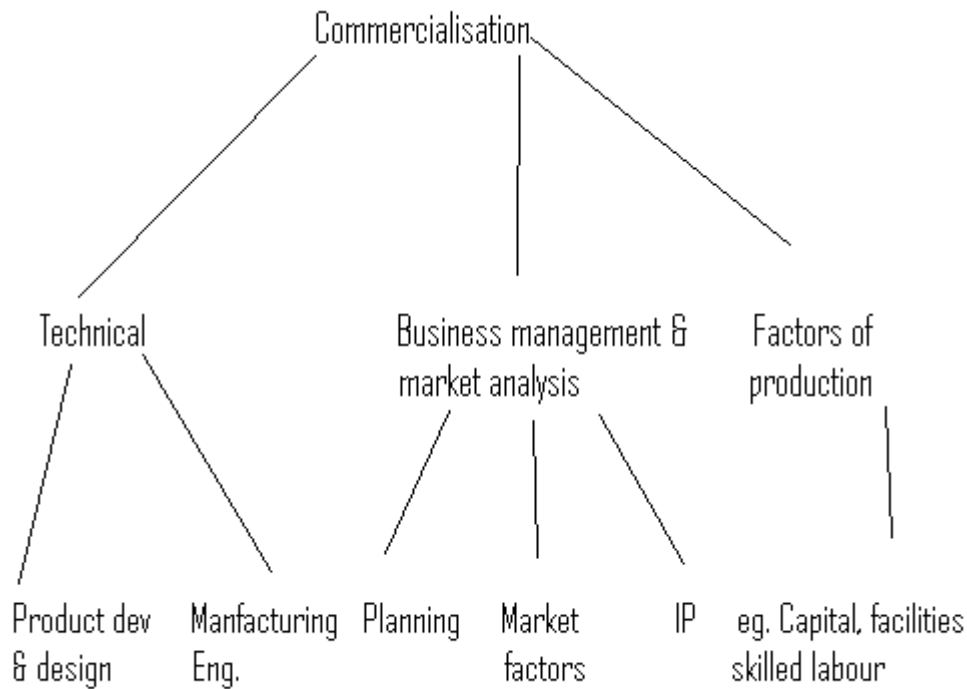 Commercialisation
Technical
Business management &
market analysis
Factors of
production
Product dev
& design
Manfacturing
Eng.
Planning
Market
factors
IP
eg. Capital, facilities
skilled labour